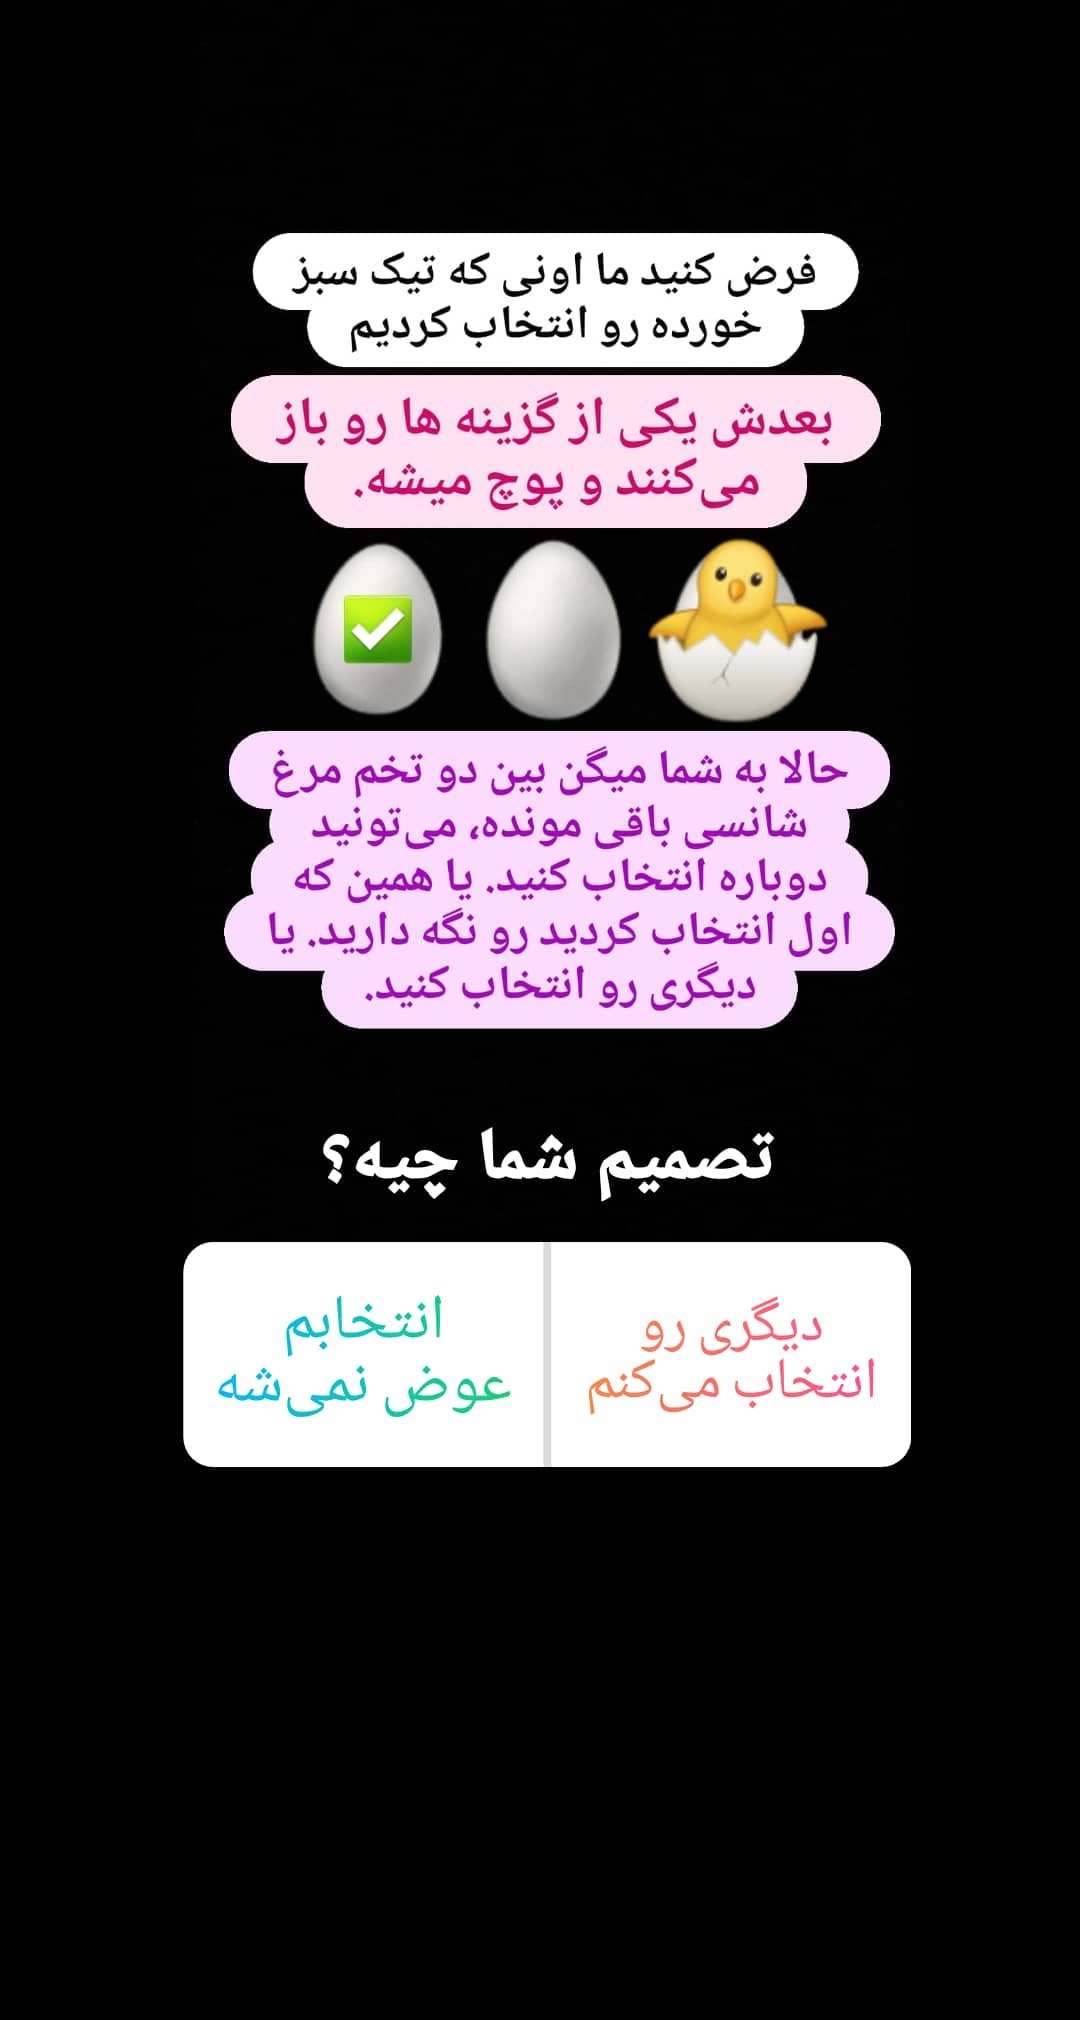 فرض کنید ما اونی که تیک سبز
خورده رو انتخاب کردیم
بعدش یکی از گزینه ها رو باز
می‌کنند و پوچ میشه.
حالا به شما میگن بین دو تخم مرغ
شانسی باقی مونده، می‌تونید
دوباره انتخاب کنید. یا همین که
اول انتخاب کردید رو نگه دارید. یا
دیگری رو انتخاب کنید.
تصمیم شما چیه؟
دیگری رو
انتخاب می‌کنم
انتخابم
عوض نمی‌شه